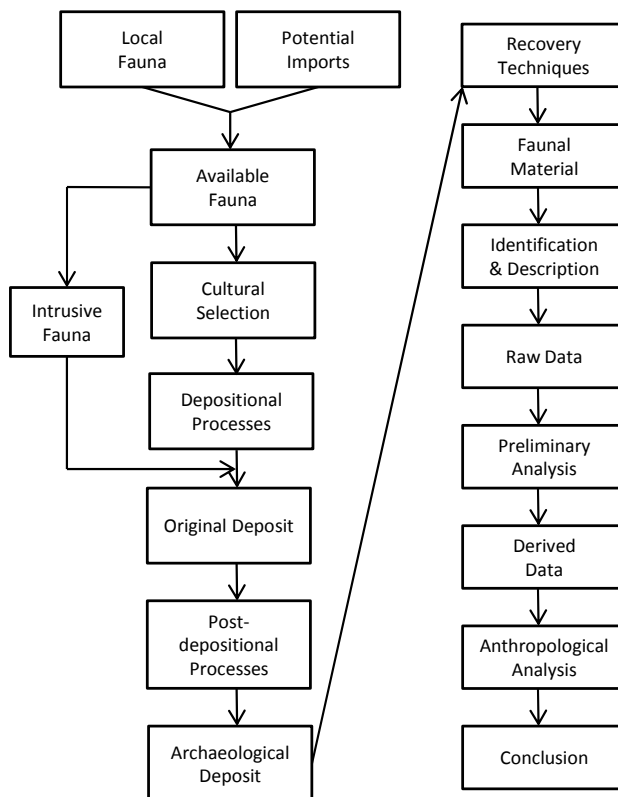 Local
Fauna
Potential
Imports
Available
Fauna
Intrusive
Fauna
Cultural
Selection
Depositional
Processes
Original Deposit
Post-
depositional
Processes
Archaeological
Deposit
Recovery
Techniques
Faunal
Material
Identification
& Description
Raw Data
Preliminary
Analysis
Derived
Data
Anthropological
Analysis
Conclusion